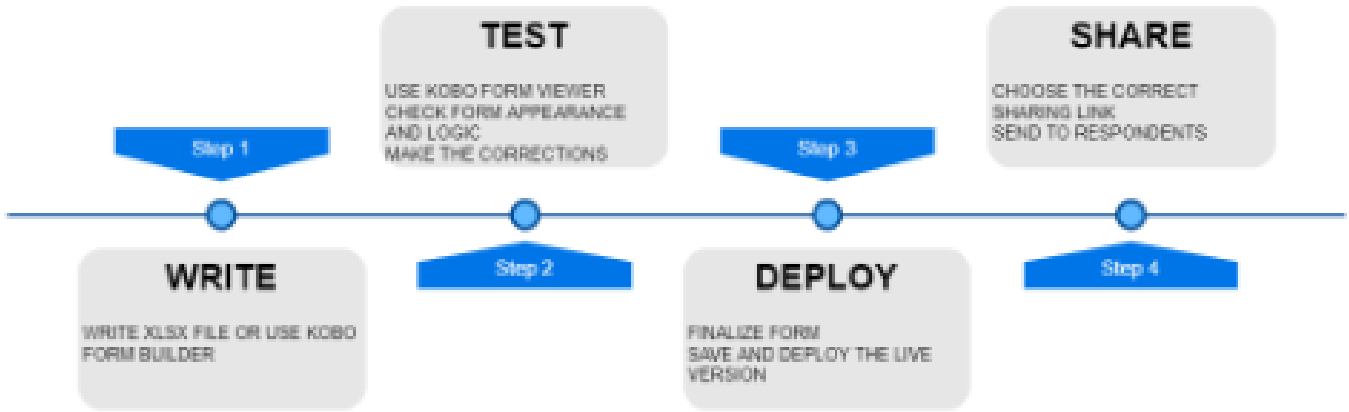 Step 1
WRITE
WRITE XLSX FILE OR USE KOBO
FORM BUILDER
TEST
USE KOBO FORM VIEWER
CHECK FORM APPEARANCE
AND LOGIC
MAKE THE CORRECTIONS
Step 2
Step 3
DEPLOY
FINALIZE FORM
SAVE AND DEPLOY THE LIVE
VERSION
SHARE
CHOOSE THE CORRECT
SHARING LINK
SEND TO RESPONDENTS
Step 4